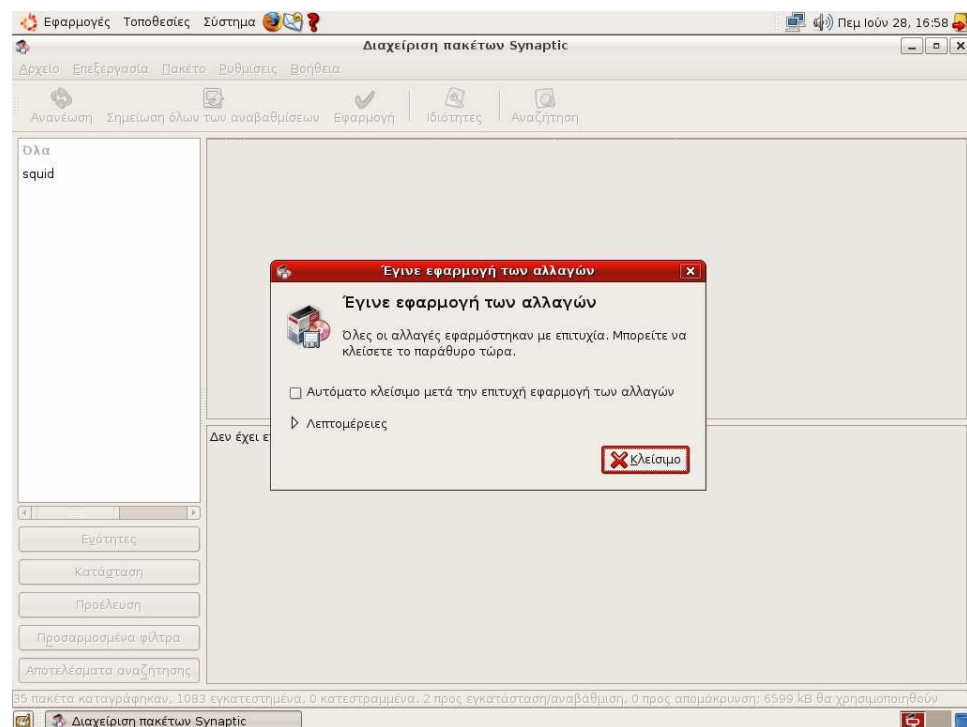 Εφαρμογές Τοποθεσίες Σύστημα Πεμ Ιούν 28, 16:58
Διαχείριση πακέτων Synaptic
Αρχείο Επεξεργασία Πακέτο Ρυθμίσεις Βοήθεια
Ανανέωση Σημείωση όλων των αναβαθμίσεων Εφαρμογή Ιδιότητες Αναζήτηση
Όλα
squid
Έγινε εφαρμογή των αλλαγών
Έγινε εφαρμογή των αλλαγών
Όλες οι αλλαγές εφαρμόστηκαν με επιτυχία. Μπορείτε να
κλείσετε το παράθυρο τώρα.
Αυτόματο κλείσιμο μετά την επιτυχή εφαρμογή των αλλαγών
Λεπτομέρειες
Δεν έχει ε
Κλείσιμο
Ενότητες
Κατάσταση
Προέλευση
Προσαρμοσμένα φίλτρα
Αποτελέσματα αναζήτησης
35 πακέτα καταγράφηκαν, 1083 εγκατεστημένα, 0 κατεστραμμένα. 2 προς εγκατάσταση/αναβάθμιση, 0 προς απομάκρυνση; 6599 kB θα χρησιμοποιηθούν
Διαχείριση πακέτων Synaptic